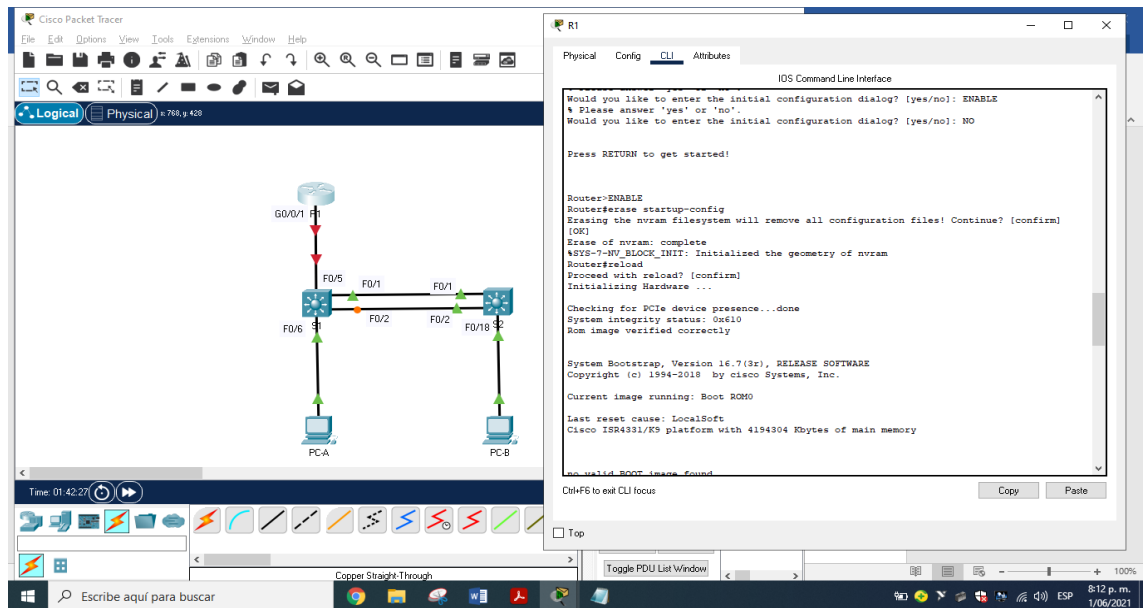 Cisco Packet Tracer
File Edit Options View Tools Extensions Window Help
Logical Physical x: 768, y: 428
G0/0/1 R1
F0/5
F0/1
F0/1
F0/6
S1
F0/2
F0/2
F0/18
S2
PC-A
PC-B
Time: 01:42:27
Copper Straight-Through
Toggle PDU List Window
R1
Physical Config CLI Attributes
IOS Command Line Interface
% Please answer 'yes' or 'no'.
Would you like to enter the initial configuration dialog? [yes/no]: ENABLE
% Please answer 'yes' or 'no'.
Would you like to enter the initial configuration dialog? [yes/no]: NO
Press RETURN to get started!
Router>ENABLE
Router#erase startup-config
Erasing the nvram filesystem will remove all configuration files! Continue? [confirm]
[OK]
Erase of nvram: complete
%SYS-7-NV_BLOCK_INIT: Initialized the geometry of nvram
Router#reload
Proceed with reload? [confirm]
Initializing Hardware ...
Checking for PCIe device presence...done
System integrity status: 0x610
Rom image verified correctly
System Bootstrap, Version 16.7(3r), RELEASE SOFTWARE
Copyright (c) 1994-2018 by cisco Systems, Inc.
Current image running: Boot ROM0
Last reset cause: LocalSoft
Cisco ISR4331/K9 platform with 4194304 Kbytes of main memory
no valid BOOT image found
Ctrl+F6 to exit CLI focus
Copy Paste
Top
100%
Escribe aquí para buscar
ESP
8:12 p. m.
1/06/2021